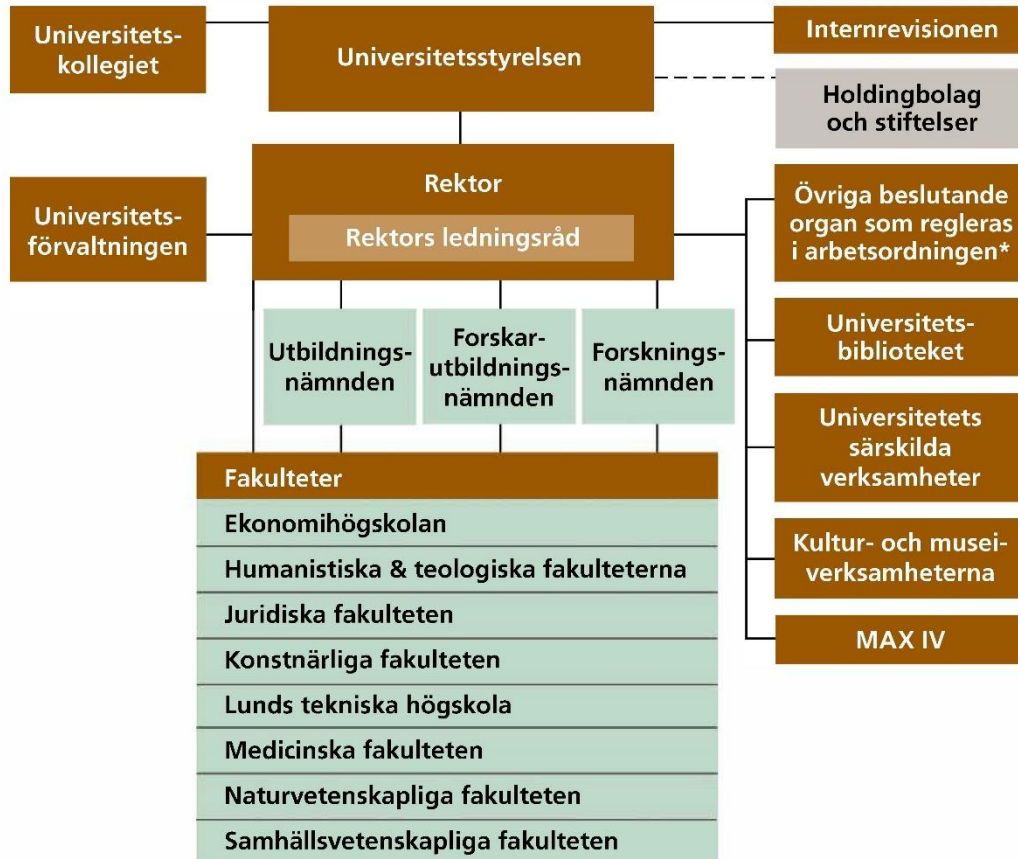 Universitets-
kollegiet
Universitetsstyrelsen
Internrevisionen
Holdingbolag
och stiftelser
Universitets-
förvaltningen
Rektor
Rektors ledningsråd
Övriga beslutande
organ som regleras
i arbetsordningen*
Utbildnings-
nämnden
Forskar-
utbildnings-
nämnden
Forsknings-
nämnden
Universitets-
biblioteket
Universitetets
särskilda
verksamheter
Kultur- och musei-
verksamheterna
MAX IV
Fakulteter
Ekonomihögskolan
Humanistiska & teologiska fakulteterna
Juridiska fakulteten
Konstnärliga fakulteten
Lunds tekniska högskola
Medicinska fakulteten
Naturvetenskapliga fakulteten
Samhällsvetenskapliga fakulteten